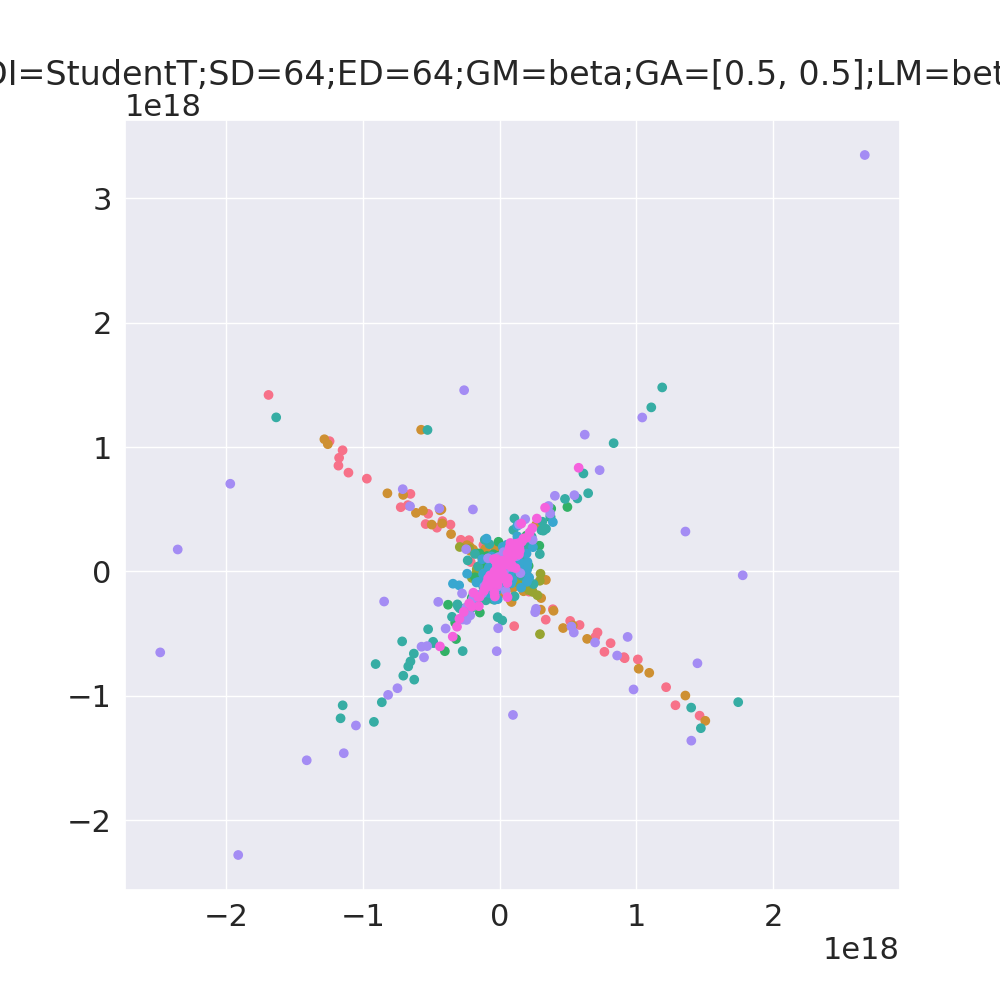 DI=StudentT;SD=64;ED=64;GM=beta;GA=[0.5, 0.5];LM=bet
1e18
3
2
1
0
−1
−2
−2 −1 0 1 2
1e18